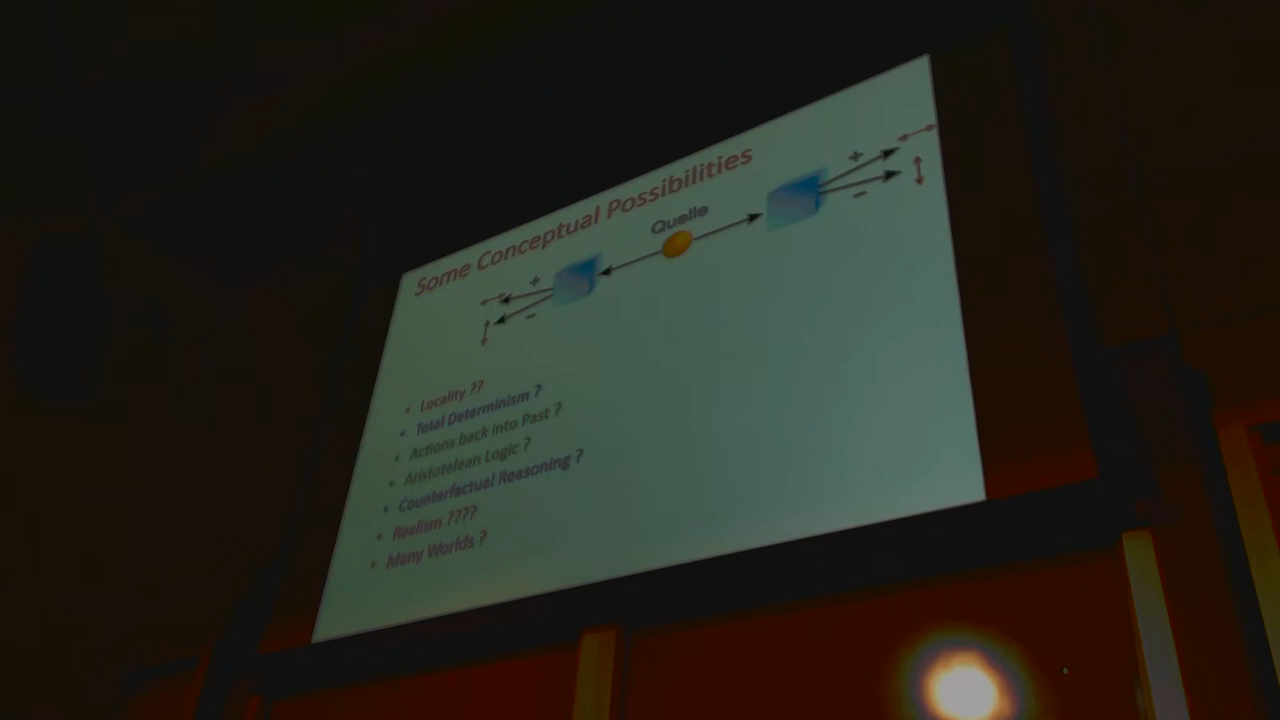 Some Conceptual Possibilities
Quelle
+
-
+
-
• Locality ??
• Total Determinism ?
• Actions back into Past ?
• Aristotelean Logic ?
• Counterfactual Reasoning ?
• Realism ????
• Many Worlds ?